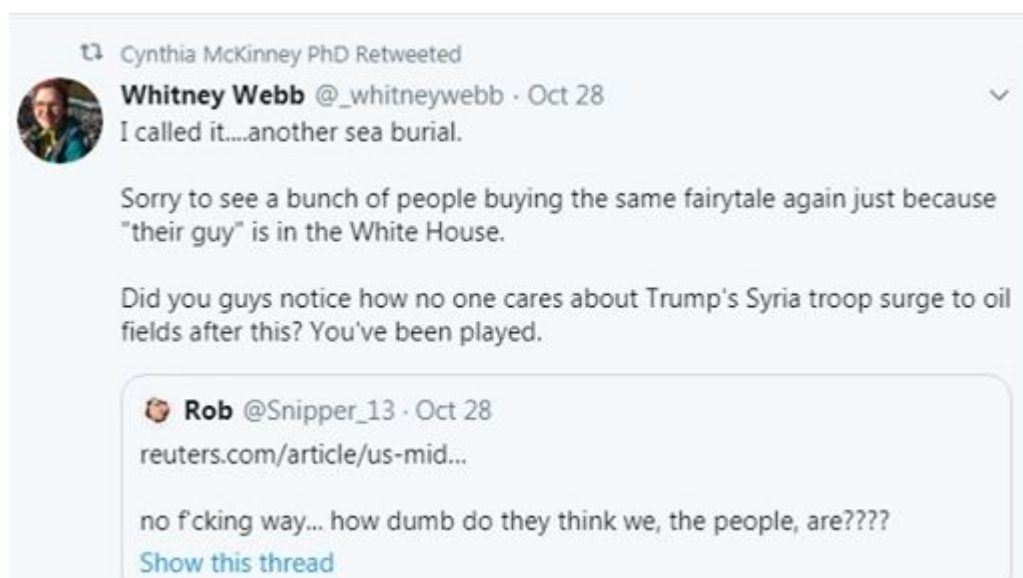 Cynthia McKinney PhD Retweeted
Whitney Webb @_whitneywebb · Oct 28
I called it....another sea burial.
Sorry to see a bunch of people buying the same fairytale again just because
"their guy" is in the White House.
Did you guys notice how no one cares about Trump's Syria troop surge to oil
fields after this? You've been played.
Rob @Snipper_13 · Oct 28
reuters.com/article/us-mid...
no f'cking way... how dumb do they think we, the people, are????
Show this thread